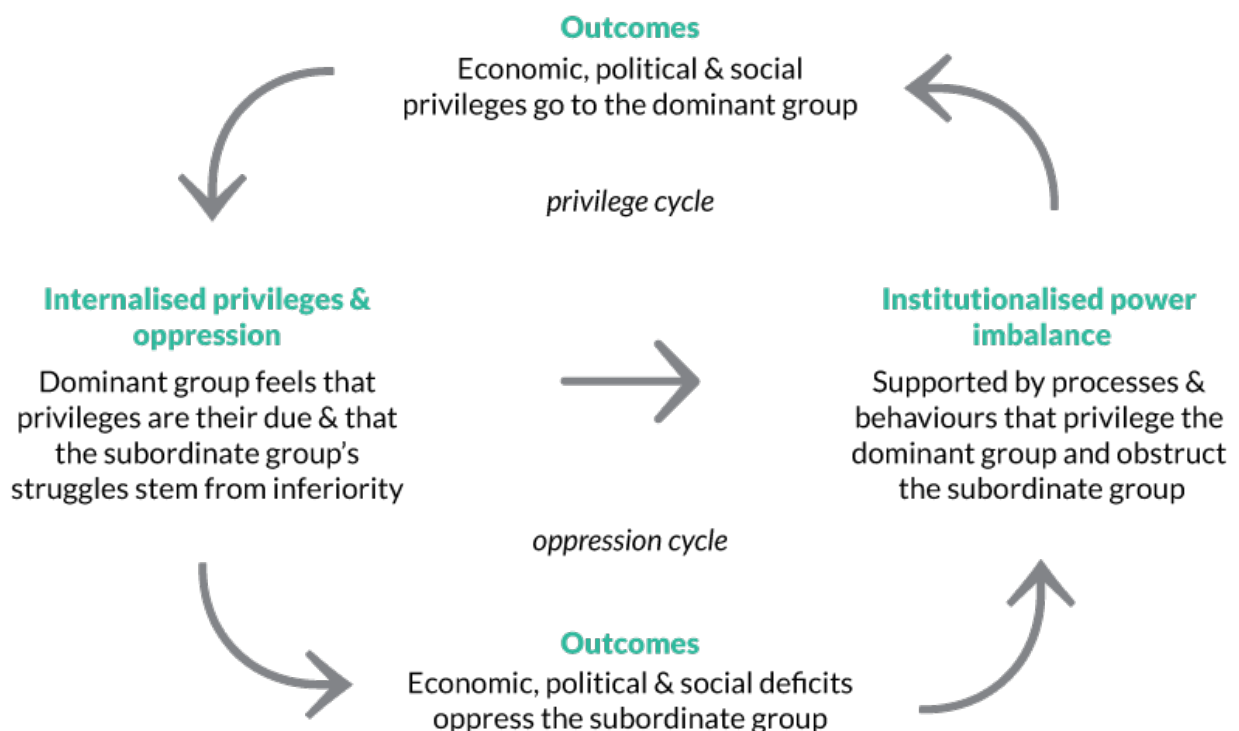 Outcomes
Economic, political & social
privileges go to the dominant group
privilege cycle
Internalised privileges &
oppression
Dominant group feels that
privileges are their due & that
the subordinate group’s
struggles stem from inferiority
Institutionalised power
imbalance
Supported by processes &
behaviours that privilege the
dominant group and obstruct
the subordinate group
oppression cycle
Outcomes
Economic, political & social deficits
oppress the subordinate group